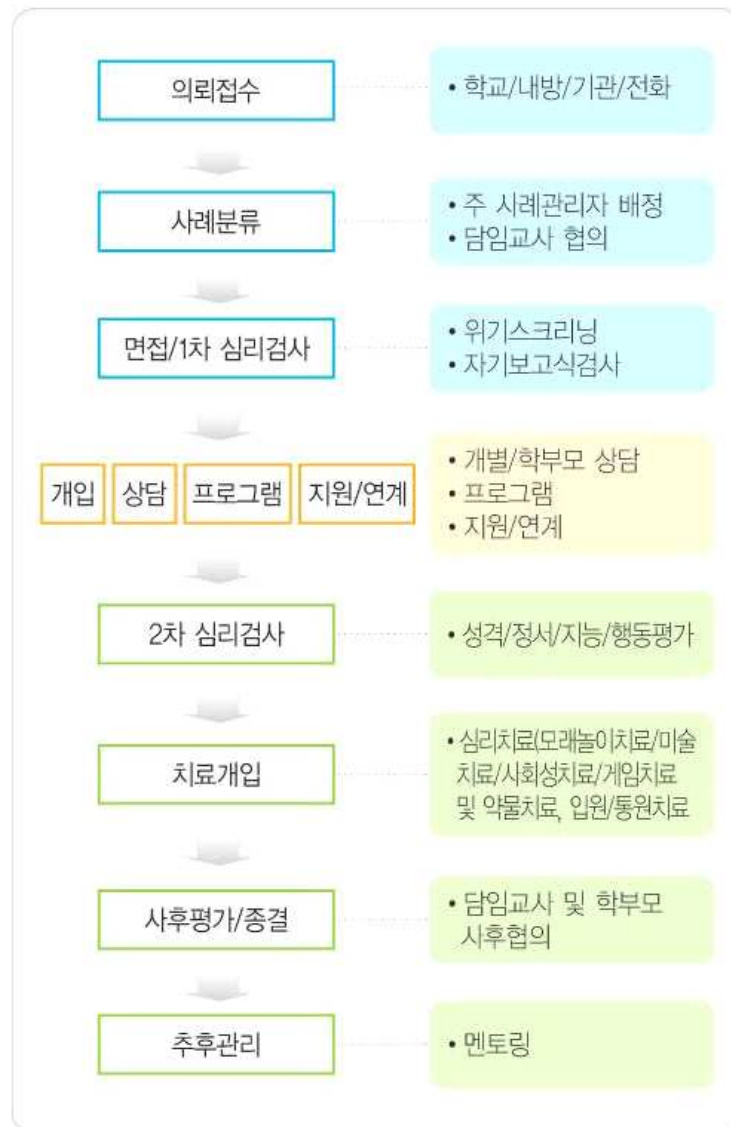 의뢰접수
• 학교/내방/기관/전화
사례분류
• 주 사례관리자 배정
• 담임교사 협의
면접/1차 심리검사
• 위기스크리닝
• 자기보고식검사
개입 상담 프로그램 지원/연계
• 개별/학부모 상담
• 프로그램
• 지원/연계
2차 심리검사
• 성격/정서/지능/행동평가
치료개입
• 심리치료(모래놀이치료/미술
치료/사회성치료/게임치료
및 약물치료, 입원/통원치료
사후평가/종결
• 담임교사 및 학부모
사후협의
추후관리
• 멘토링